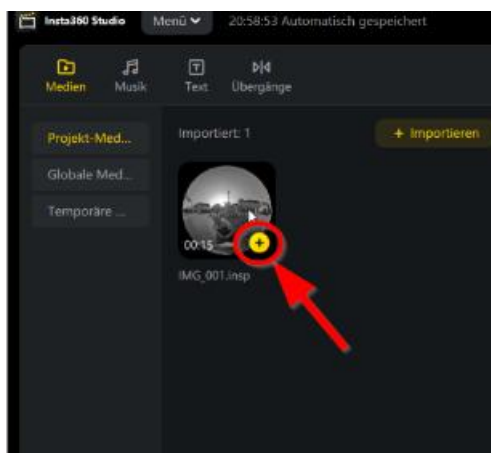 Insta360 Studio Menü 20:58:53 Automatisch gespeichert
Medien Musik Text Übergänge
Projekt-Med... Importiert: 1 + Importieren
Globale Med...
Temporäre ...
00:15 +
IMG_001.insp